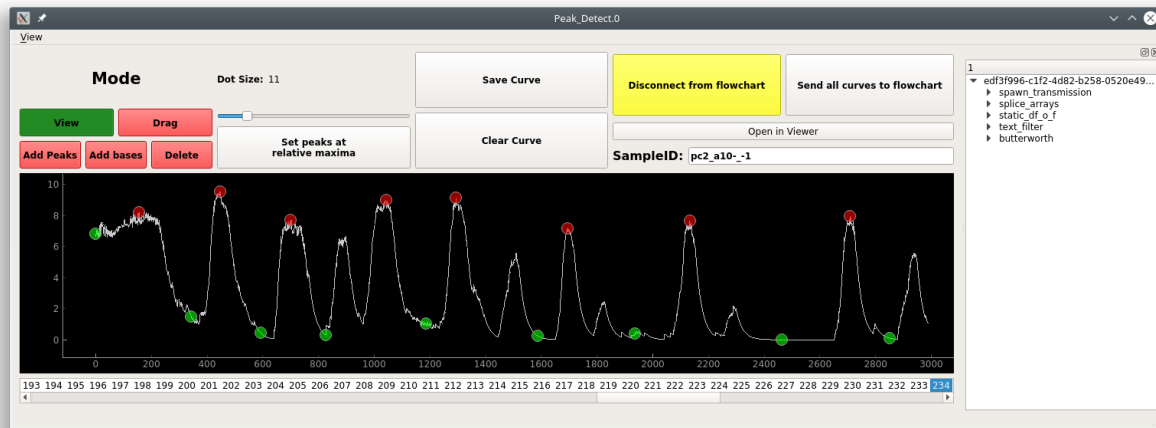 Peak_Detect.0
View
Mode
Dot Size: 11
Save Curve
Disconnect from flowchart
Send all curves to flowchart
View
Drag
Set peaks at
relative maxima
Clear Curve
Open in Viewer
Add Peaks
Add bases
Delete
SampleID: pc2_a10-_-1
10
8
6
4
2
0
0 200 400 600 800 1000 1200 1400 1600 1800 2000 2200 2400 2600 2800 3000
193 194 195 196 197 198 199 200 201 202 203 204 205 206 207 208 209 210 211 212 213 214 215 216 217 218 219 220 221 222 223 224 225 226 227 228 229 230 231 232 233 234
1
edf3f996-c1f2-4d82-b258-0520e49...
spawn_transmission
splice_arrays
static_df_o_f
text_filter
butterworth